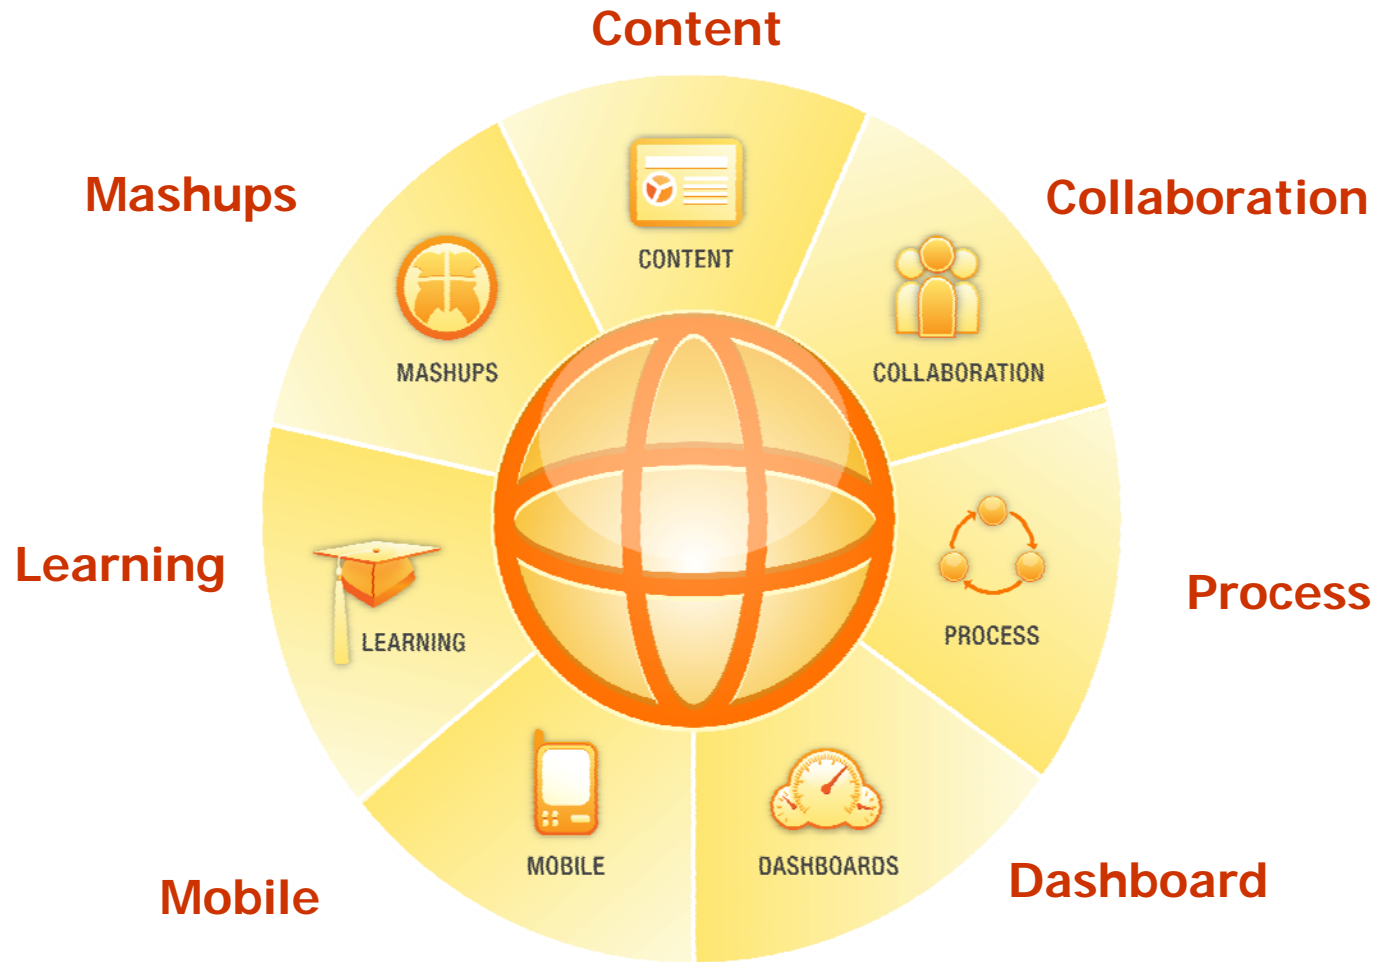 Content
Mashups
Collaboration
CONTENT
MASHUPS
COLLABORATION
Learning
Process
LEARNING
PROCESS
MOBILE
DASHBOARDS
Mobile
Dashboard